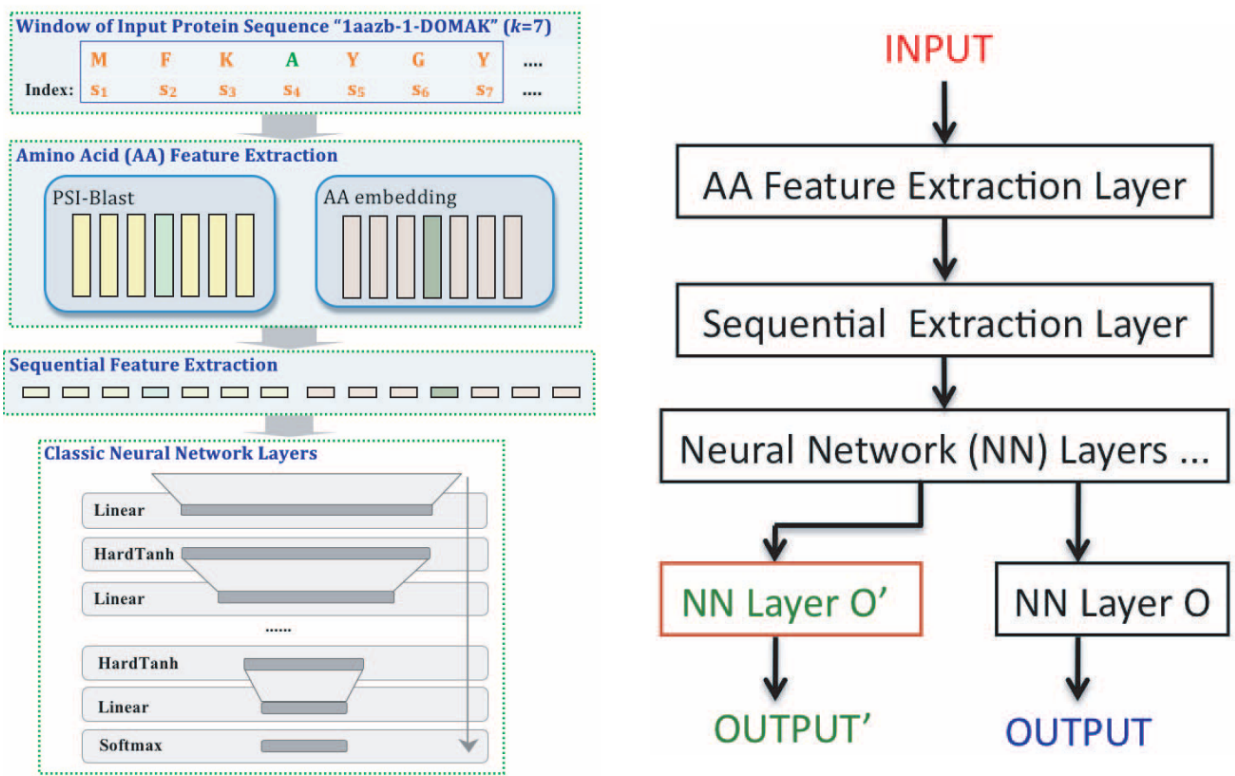 Window of Input Protein Sequence "1aazb-1-DOMAK" (k=7)
M F K A Y G Y ....
Index: S1 S2 S3 S4 S5 S6 S7 ....
Amino Acid (AA) Feature Extraction
PSI-Blast
AA embedding
Sequential Feature Extraction
Classic Neural Network Layers
Linear
HardTanh
Linear
......
HardTanh
Linear
Softmax
INPUT
AA Feature Extraction Layer
Sequential Extraction Layer
Neural Network (NN) Layers ...
NN Layer O'
NN Layer O
OUTPUT'
OUTPUT